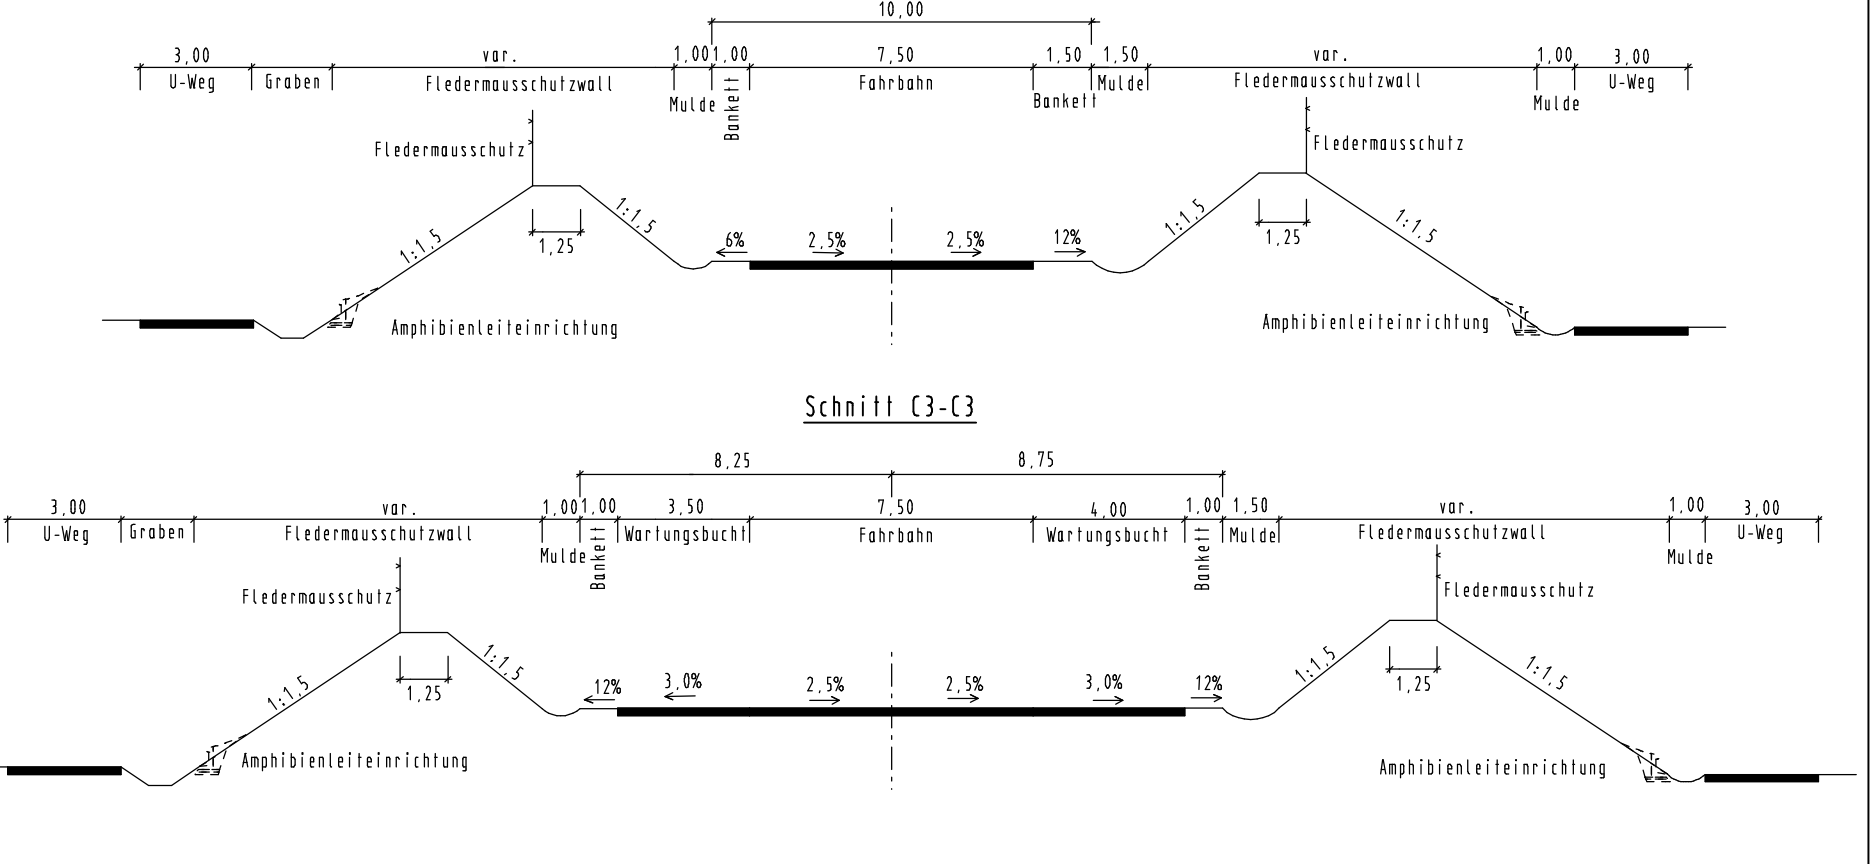 10,00
3,00 var. 1,00 1,00 7,50 1,50 1,50 var. 1,00 3,00
U-Weg Graben Fledermausschutzwall Mulde Bankett Fahrbahn Bankett Mulde Fledermausschutzwall Mulde U-Weg
Fledermausschutz Fledermausschutz
1:1,5 1,25 1:1,5 6% 2,5% 2,5% 12% 1:1,5 1,25 1:1,5
Amphibienleiteinrichtung Amphibienleiteinrichtung
Schnitt C3-C3
8,25 8,75
3,00 var. 1,00 1,00 3,50 7,50 4,00 1,00 1,50 var. 1,00 3,00
U-Weg Graben Fledermausschutzwall Mulde Bankett Wartungsbucht Fahrbahn Wartungsbucht Bankett Mulde Fledermausschutzwall Mulde U-Weg
Fledermausschutz Fledermausschutz
1:1,5 1,25 1:1,5 12% 3,0% 2,5% 2,5% 3,0% 12% 1:1,5 1,25 1:1,5
Amphibienleiteinrichtung Amphibienleiteinrichtung